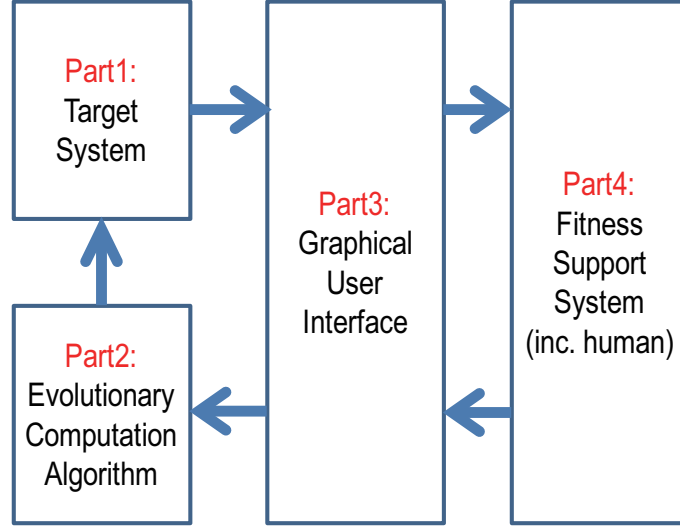 Part1:
Target
System
Part2:
Evolutionary
Computation
Algorithm
Part3:
Graphical
User
Interface
Part4:
Fitness
Support
System
(inc. human)